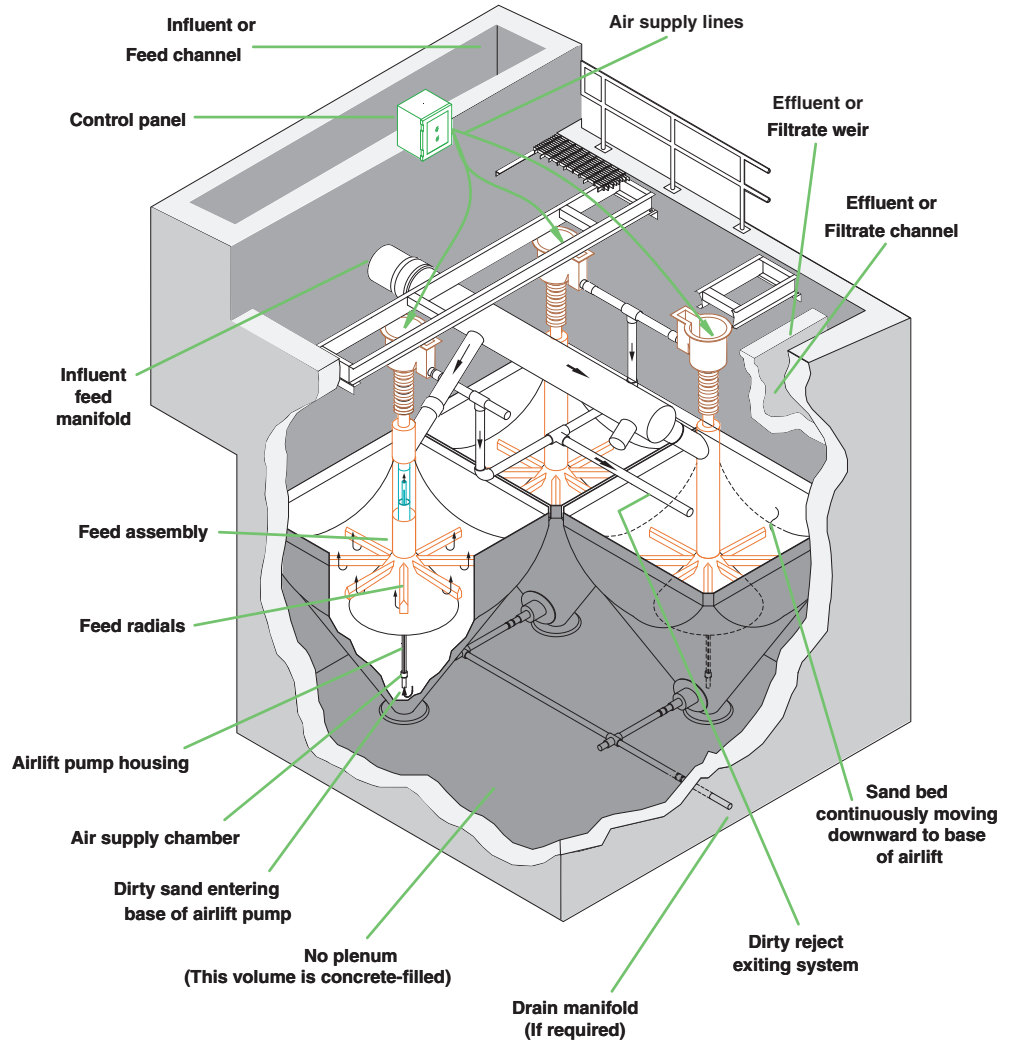 Influent or
Feed channel
Air supply lines
Control panel
Effluent or
Filtrate weir
Effluent or
Filtrate channel
Influent
feed
manifold
Feed assembly
Feed radials
Airlift pump housing
Air supply chamber
Dirty sand entering
base of airlift pump
No plenum
(This volume is concrete-filled)
Drain manifold
(If required)
Dirty reject
exiting system
Sand bed
continuously moving
downward to base
of airlift